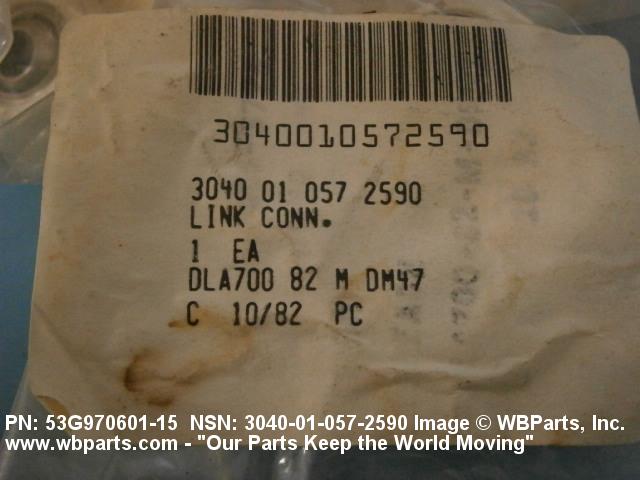 3040010572590
3040 01 057 2590
LINK CONN.
1 EA
DLA700 82 M DM47
C 10/82 PC
PN: 53G970601-15 NSN: 3040-01-057-2590 Image © WBParts, Inc.
www.wbparts.com - "Our Parts Keep the World Moving"